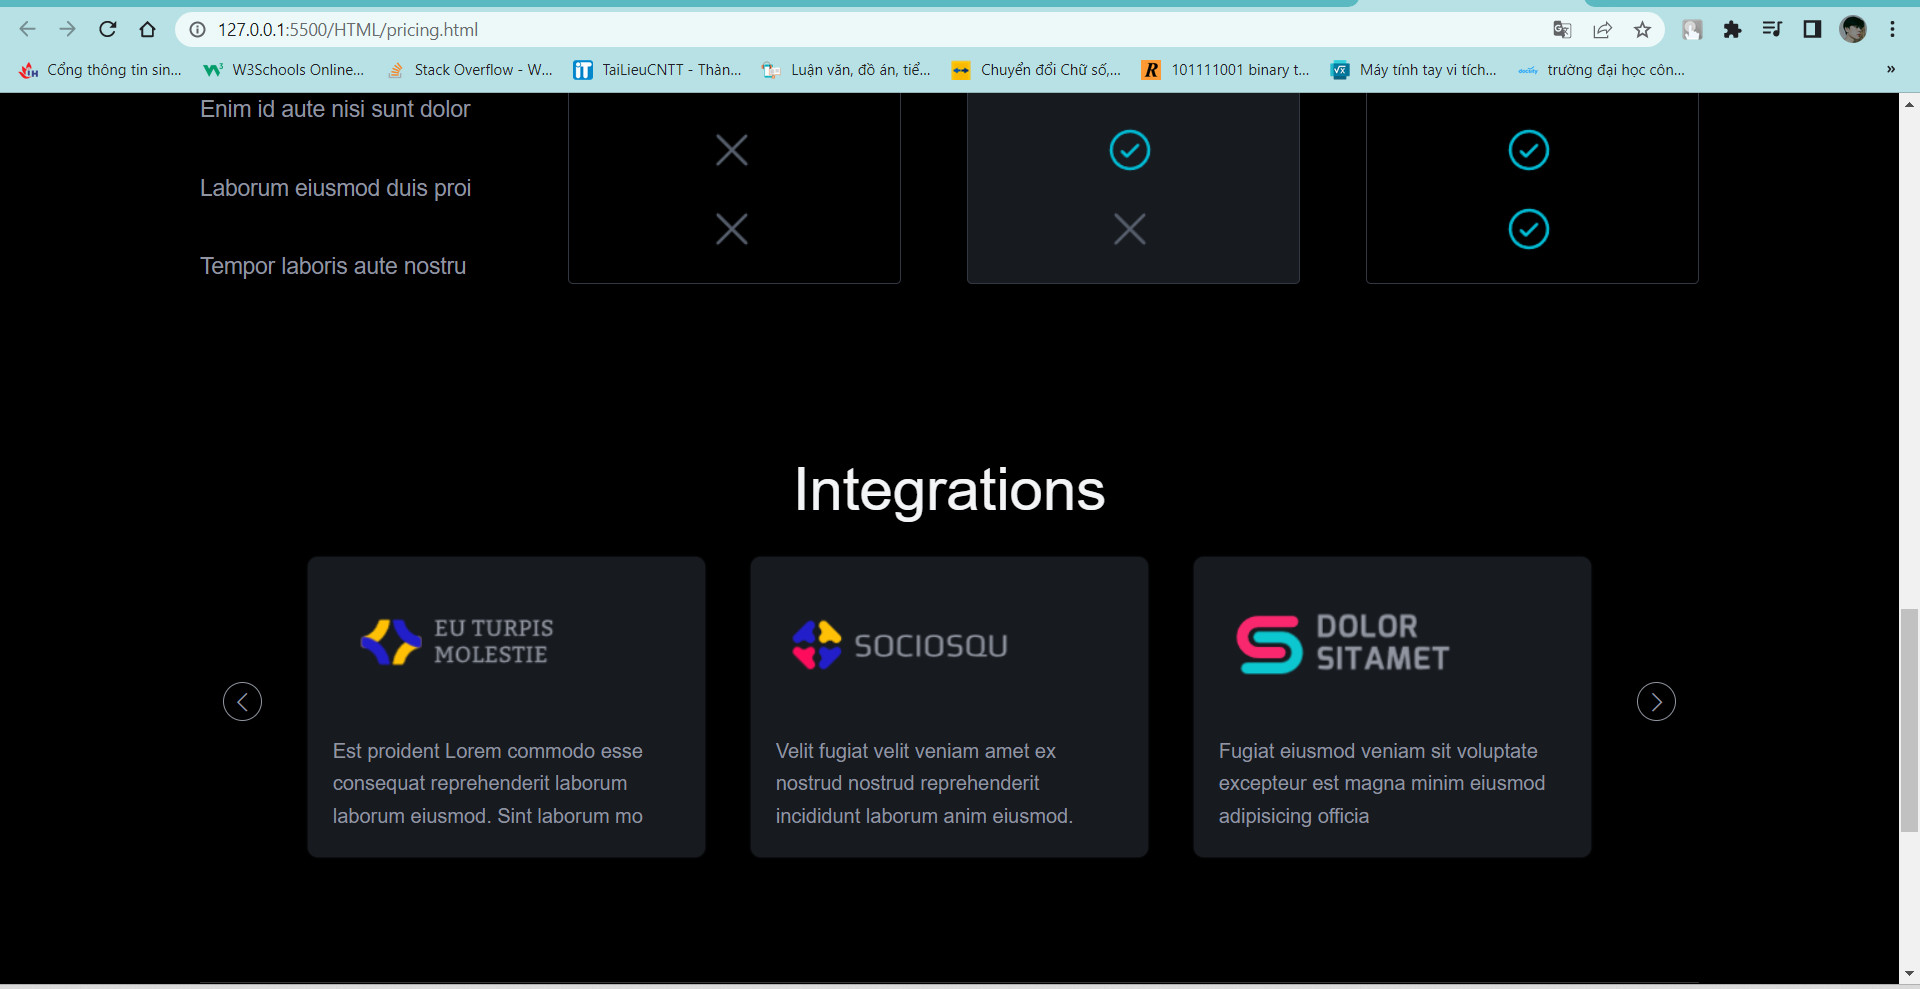 127.0.0.1:5500/HTML/pricing.html
Cổng thông tin sin...
W3Schools Online...
Stack Overflow - W...
TaiLieuCNTT - Thàn...
Luận văn, đồ án, tiể...
Chuyển đổi Chữ số,...
101111001 binary t...
Máy tính tay vi tích...
trường đại học côn...
»
Enim id aute nisi sunt dolor
Laborum eiusmod duis proi
Tempor laboris aute nostru
Integrations
EU TURPIS
MOLESTIE
Est proident Lorem commodo esse
consequat reprehenderit laborum
laborum eiusmod. Sint laborum mo
SOCIOSQU
Velit fugiat velit veniam amet ex
nostrud nostrud reprehenderit
incididunt laborum anim eiusmod.
DOLOR
SITAMET
Fugiat eiusmod veniam sit voluptate
excepteur est magna minim eiusmod
adipisicing officia